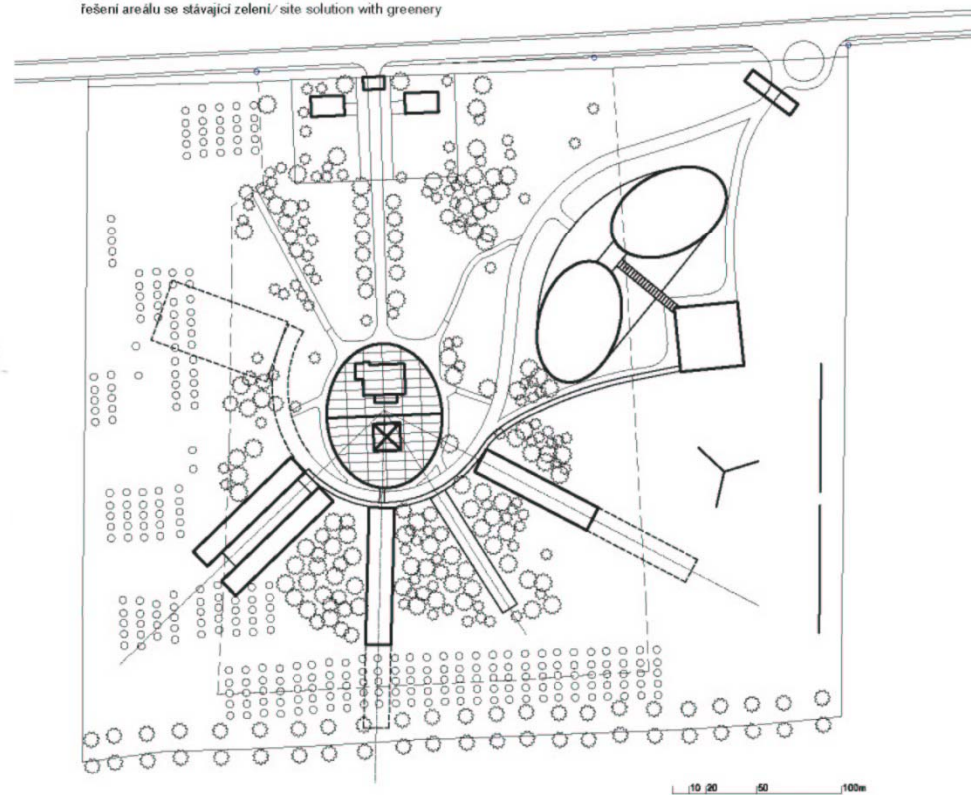 řešení areálu se stávající zelení / site solution with greenery
10 20 50 100m